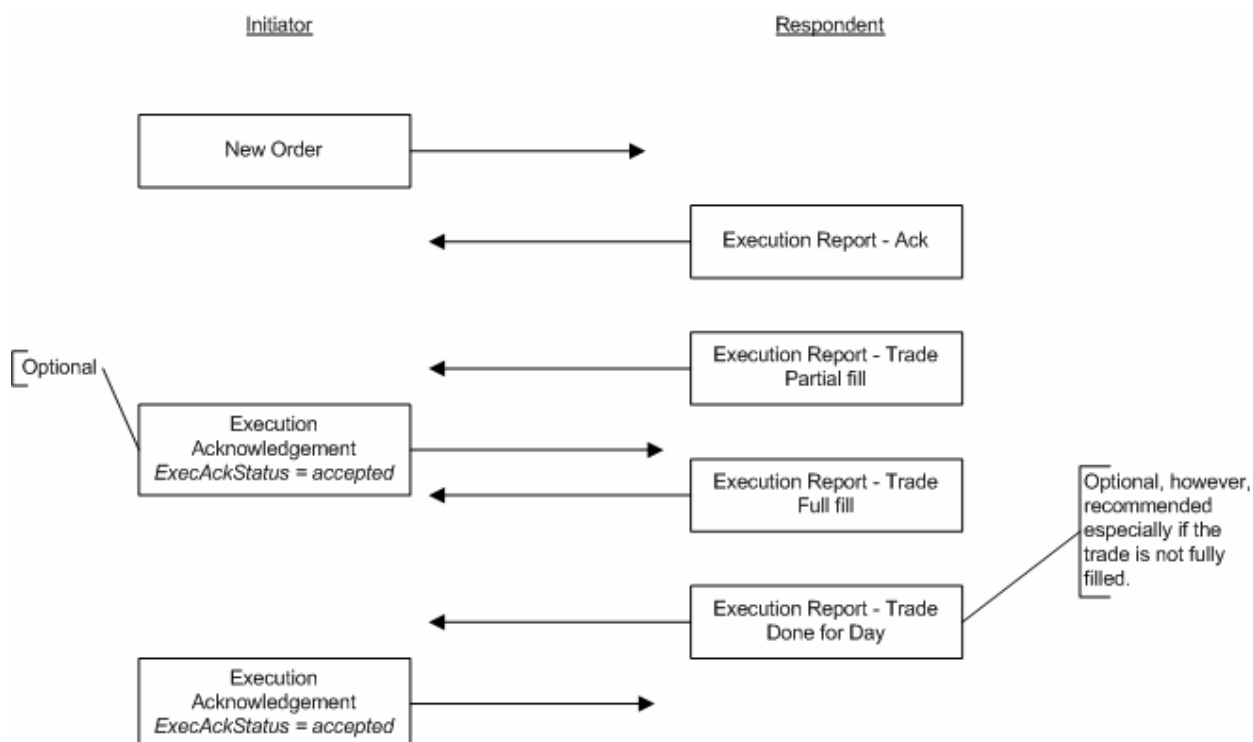 Initiator
Respondent
New Order
Execution Report - Ack
Execution Report - Trade
Partial fill
Optional
Execution
Acknowledgement
ExecAckStatus = accepted
Execution Report - Trade
Full fill
Optional, however,
recommended
especially if the
trade is not fully
filled.
Execution Report - Trade
Done for Day
Execution
Acknowledgement
ExecAckStatus = accepted